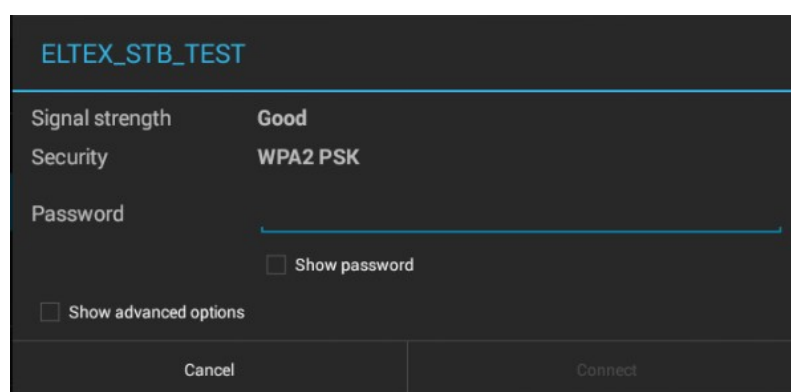 ELTEX_STB_TEST
Signal strength Good
Security WPA2 PSK
Password
Show password
Show advanced options
Cancel Connect